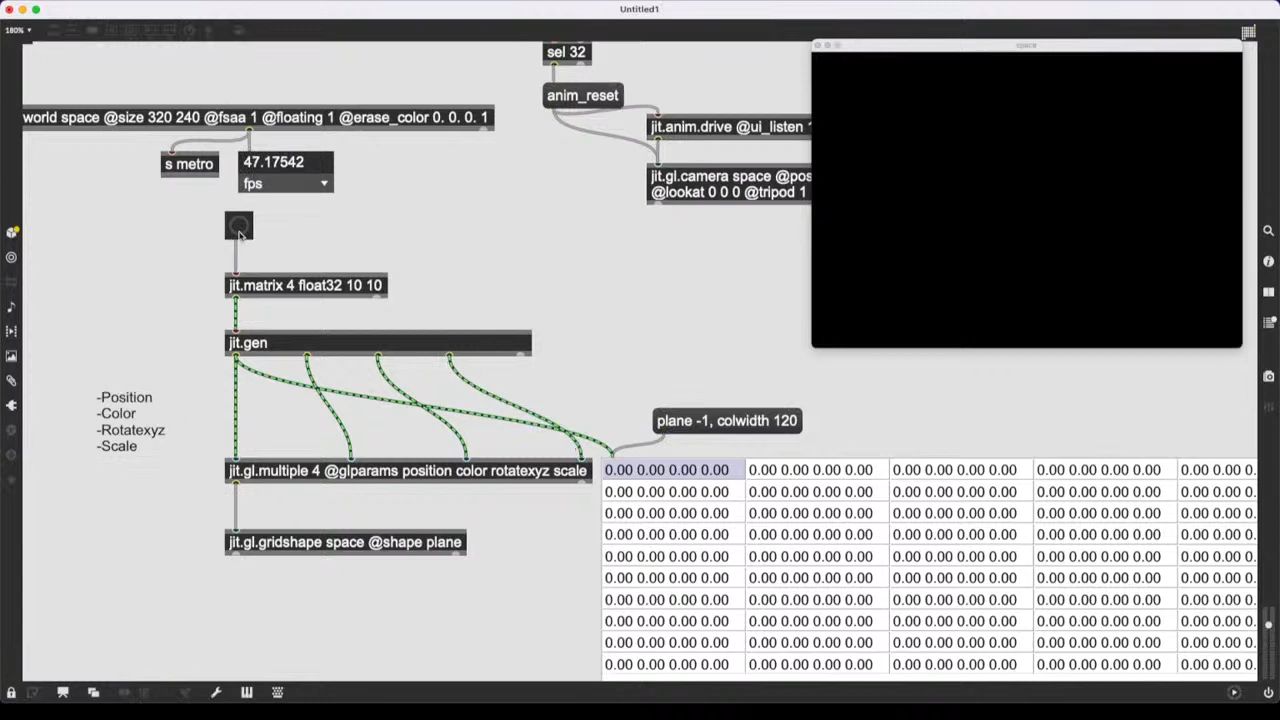 Untitled1
180%
sel 32
space
anim_reset
world space @size 320 240 @fsaa 1 @floating 1 @erase_color 0. 0. 0. 1
jit.anim.drive @ui_listen 1
s metro
47.17542
fps
jit.gl.camera space @pos
@lookat 0 0 0 @tripod 1
jit.matrix 4 float32 10 10
jit.gen
-Position
-Color
-Rotatexyz
-Scale
plane -1, colwidth 120
jit.gl.multiple 4 @glparams position color rotatexyz scale
jit.gl.gridshape space @shape plane
0.00 0.00 0.00 0.00 0.00 0.00 0.00 0.00 0.00 0.00 0.00 0.00 0.00 0.00 0.00 0.00 0.00 0.00 0.00 0.
0.00 0.00 0.00 0.00 0.00 0.00 0.00 0.00 0.00 0.00 0.00 0.00 0.00 0.00 0.00 0.00 0.00 0.00 0.00 0.
0.00 0.00 0.00 0.00 0.00 0.00 0.00 0.00 0.00 0.00 0.00 0.00 0.00 0.00 0.00 0.00 0.00 0.00 0.00 0.
0.00 0.00 0.00 0.00 0.00 0.00 0.00 0.00 0.00 0.00 0.00 0.00 0.00 0.00 0.00 0.00 0.00 0.00 0.00 0.
0.00 0.00 0.00 0.00 0.00 0.00 0.00 0.00 0.00 0.00 0.00 0.00 0.00 0.00 0.00 0.00 0.00 0.00 0.00 0.
0.00 0.00 0.00 0.00 0.00 0.00 0.00 0.00 0.00 0.00 0.00 0.00 0.00 0.00 0.00 0.00 0.00 0.00 0.00 0.
0.00 0.00 0.00 0.00 0.00 0.00 0.00 0.00 0.00 0.00 0.00 0.00 0.00 0.00 0.00 0.00 0.00 0.00 0.00 0.
0.00 0.00 0.00 0.00 0.00 0.00 0.00 0.00 0.00 0.00 0.00 0.00 0.00 0.00 0.00 0.00 0.00 0.00 0.00 0.
0.00 0.00 0.00 0.00 0.00 0.00 0.00 0.00 0.00 0.00 0.00 0.00 0.00 0.00 0.00 0.00 0.00 0.00 0.00 0.
0.00 0.00 0.00 0.00 0.00 0.00 0.00 0.00 0.00 0.00 0.00 0.00 0.00 0.00 0.00 0.00 0.00 0.00 0.00 0.